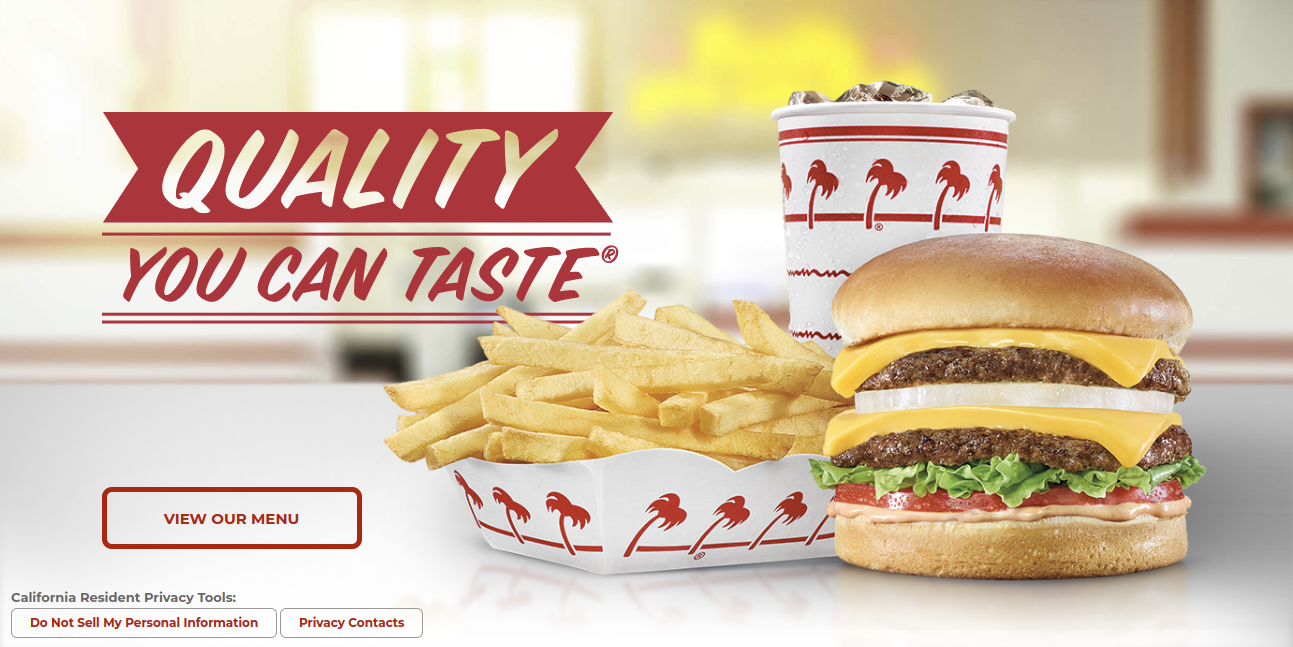 QUALITY
YOU CAN TASTE®
VIEW OUR MENU
California Resident Privacy Tools:
Do Not Sell My Personal Information
Privacy Contacts
®
®